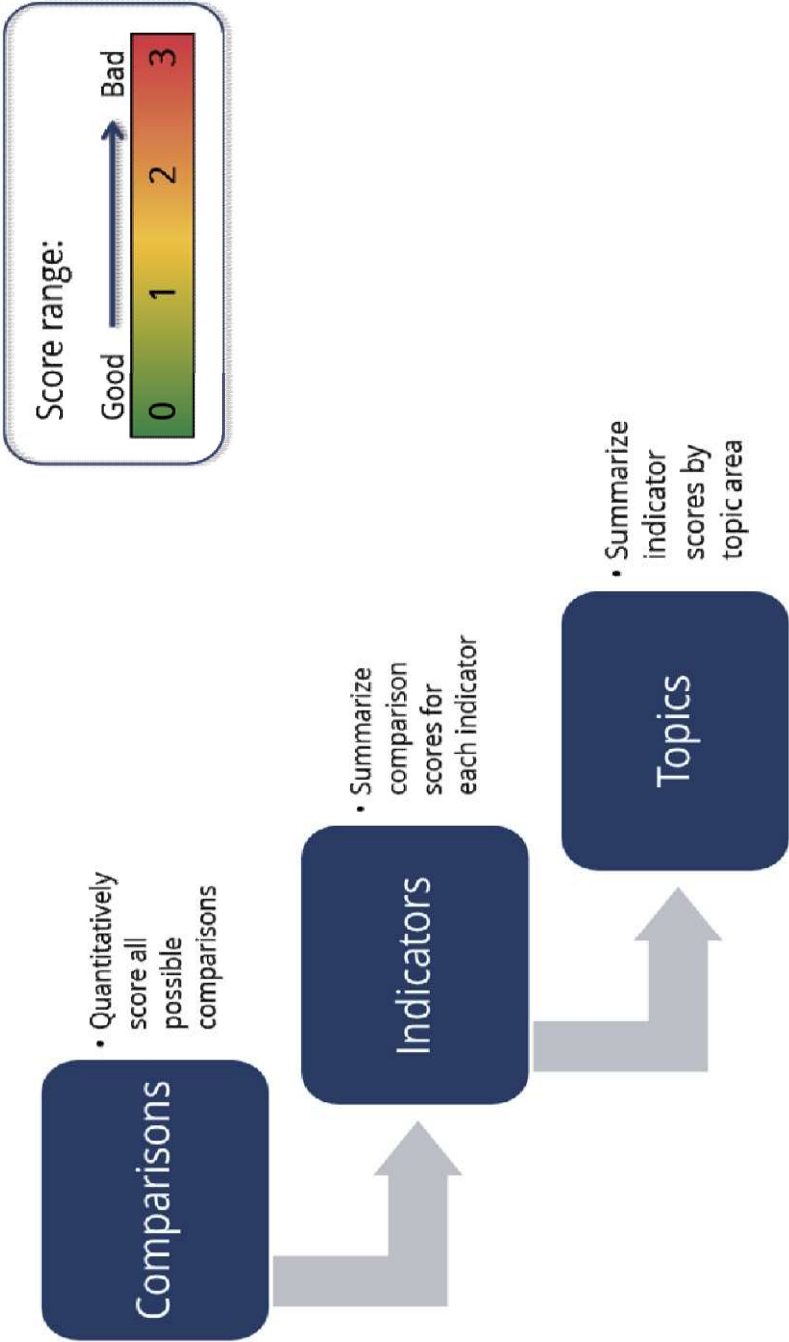 Score range:
Good Bad
0 1 2 3
Comparisons
• Quantitatively
score all
possible
comparisons
Indicators
• Summarize
comparison
scores for
each indicator
Topics
• Summarize
indicator
scores by
topic area